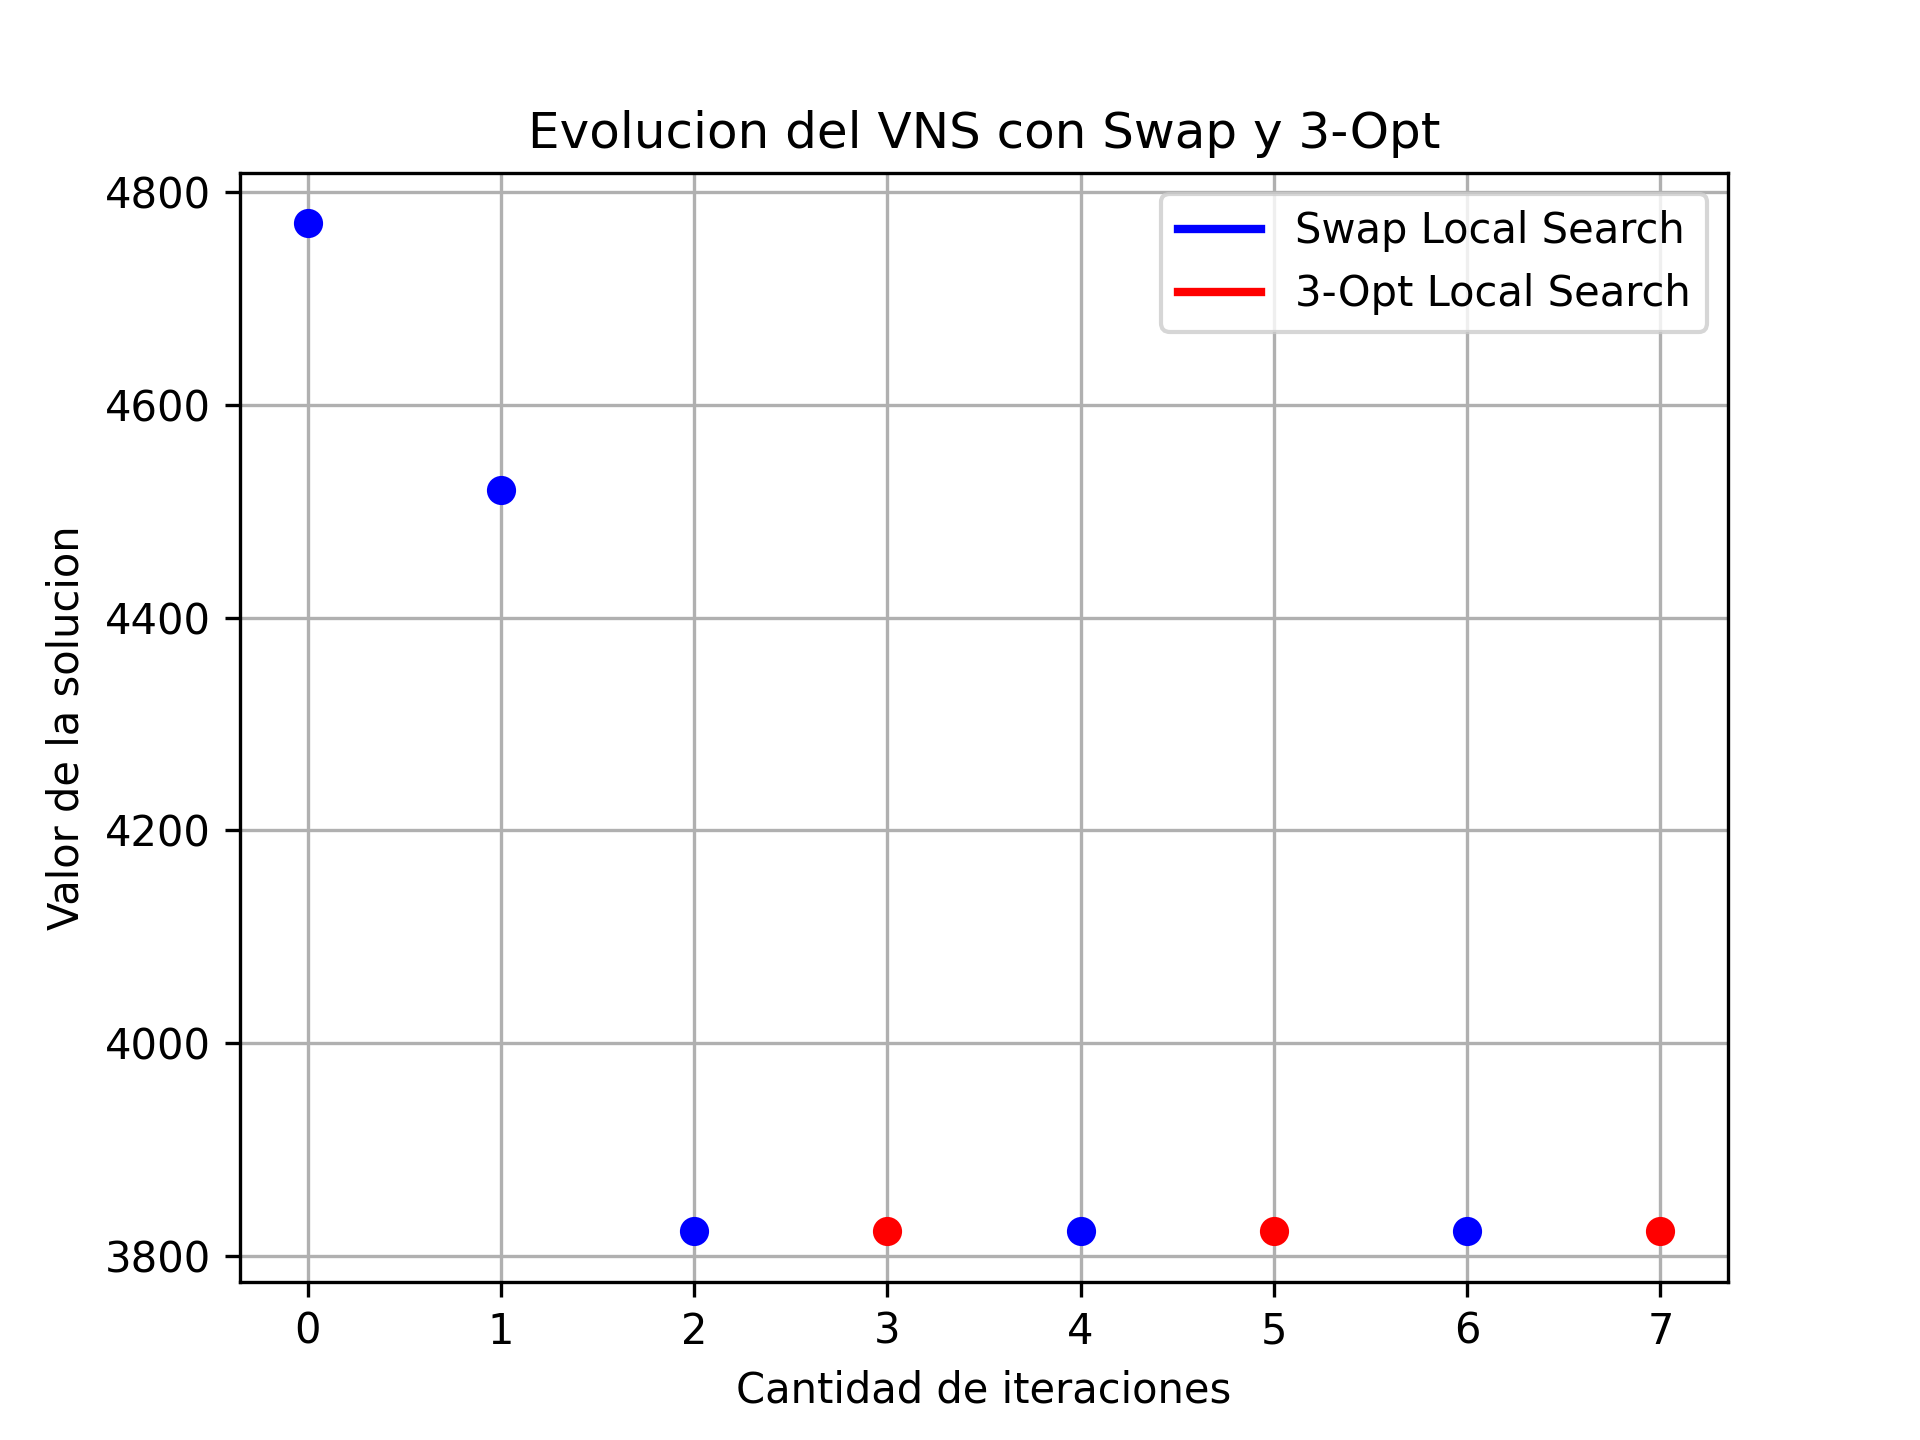 Evolucion del VNS con Swap y 3-Opt
Swap Local Search
3-Opt Local Search
Valor de la solucion
4800
4600
4400
4200
4000
3800
0 1 2 3 4 5 6 7
Cantidad de iteraciones